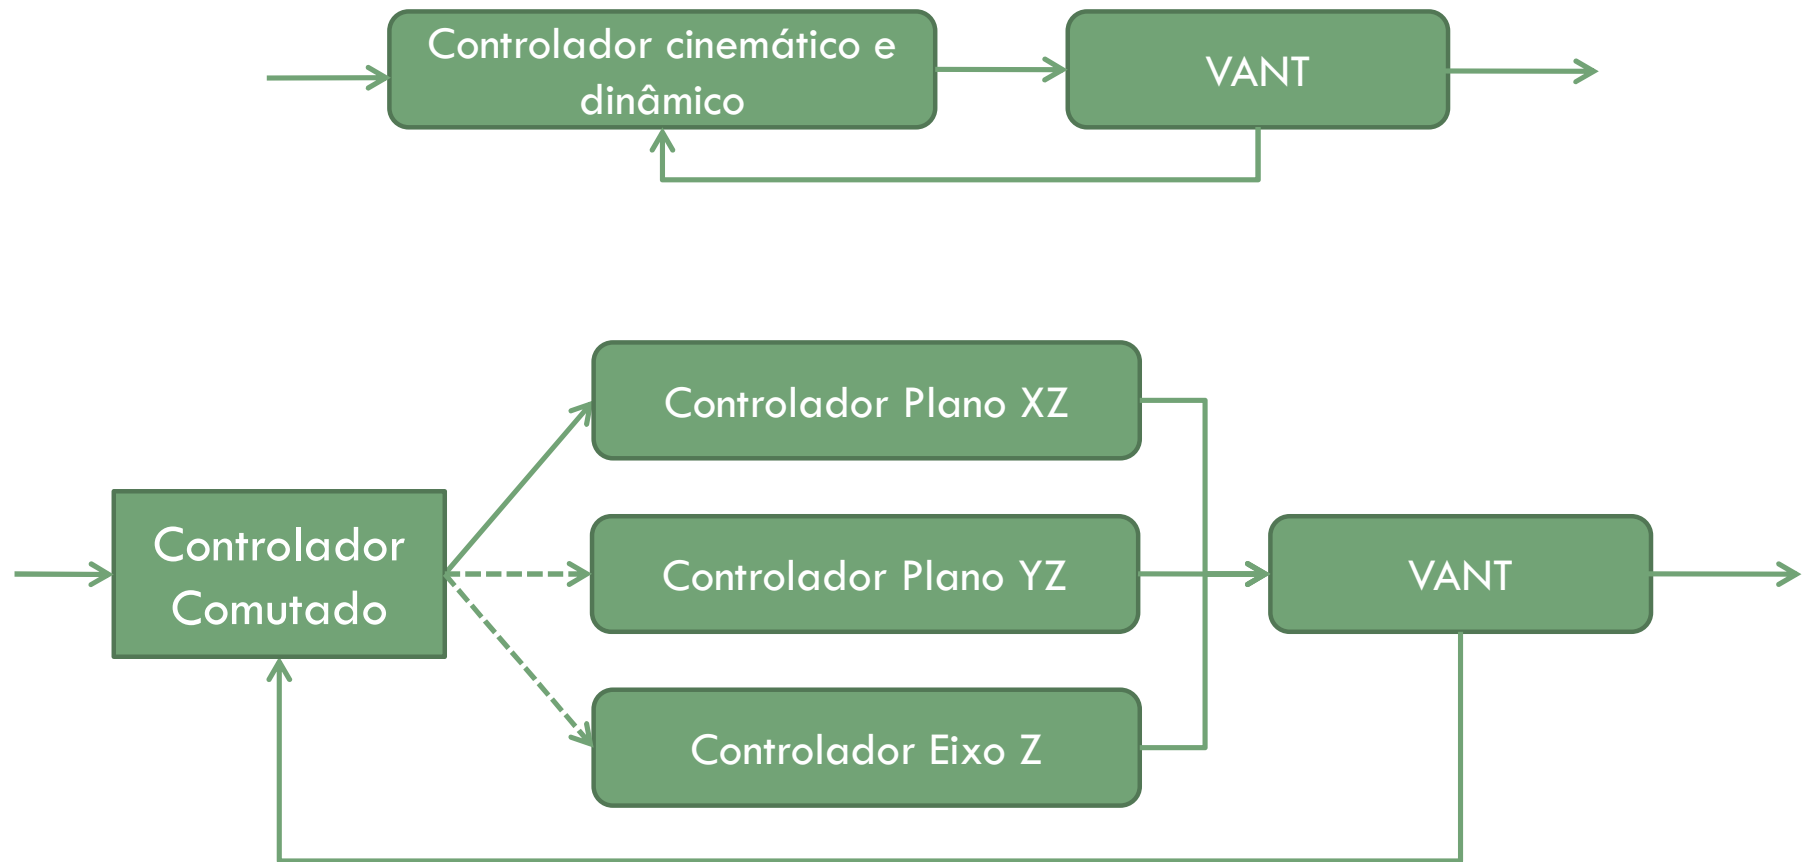 Controlador cinemático e
dinâmico
VANT
Controlador Plano XZ
Controlador
Comutado
Controlador Plano YZ
VANT
Controlador Eixo Z